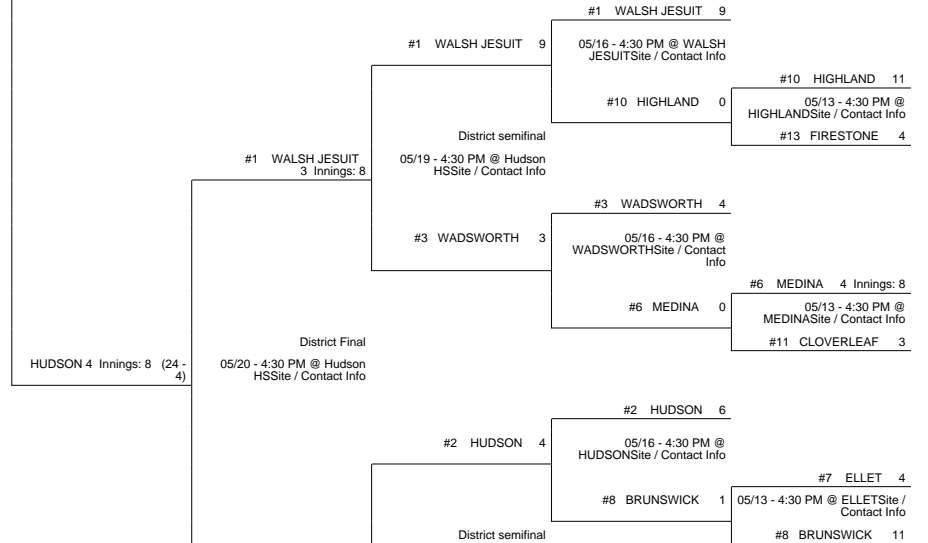 #1 WALSH JESUIT 9
#1 WALSH JESUIT 9
05/16 - 4:30 PM @ WALSH
JESUITSite / Contact Info
#10 HIGHLAND 11
#10 HIGHLAND 0
05/13 - 4:30 PM @
HIGHLANDSite / Contact Info
District semifinal
#13 FIRESTONE 4
#1 WALSH JESUIT
3 Innings: 8
05/19 - 4:30 PM @ Hudson
HSSite / Contact Info
#3 WADSWORTH 4
#3 WADSWORTH 3
05/16 - 4:30 PM @
WADSWORTHSite / Contact
Info
#6 MEDINA 4 Innings: 8
#6 MEDINA 0
05/13 - 4:30 PM @
MEDINASite / Contact Info
District Final
#11 CLOVERLEAF 3
HUDSON 4 Innings: 8 (24 -
4)
05/20 - 4:30 PM @ Hudson
HSSite / Contact Info
#2 HUDSON 6
#2 HUDSON 4
05/16 - 4:30 PM @
HUDSONSite / Contact Info
#7 ELLET 4
#8 BRUNSWICK 1
05/13 - 4:30 PM @ ELLETSite /
Contact Info
District semifinal
#8 BRUNSWICK 11